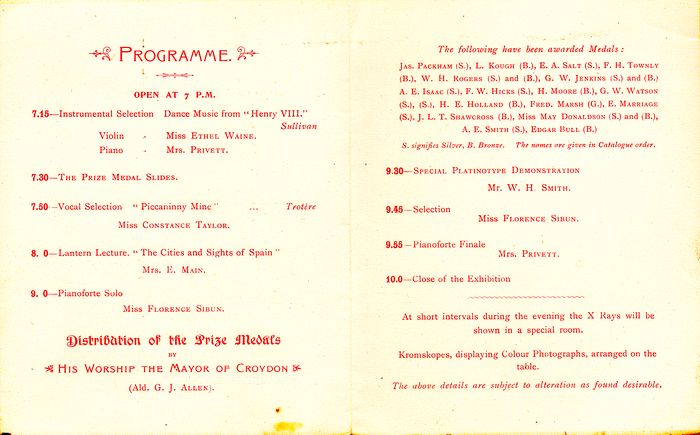 PROGRAMME.
OPEN AT 7 P.M.
7.15—Instrumental Selection Dance Music from "Henry VIII."
Sullivan
Violin - Miss Ethel Waine.
Piano - Mrs. Privett.
7.30—The Prize Medal Slides.
7.50—Vocal Selection "Piccaninny Mine" ... Trotère
Miss Constance Taylor.
8. 0—Lantern Lecture. "The Cities and Sights of Spain"
Mrs. E. Main.
9. 0—Pianoforte Solo
Miss Florence Sibun.
Distribution of the Prize Medals
BY
His Worship the Mayor of Croydon
(Ald. G. J. Allen).
The following have been awarded Medals :
Jas. Packham (S.), L. Kough (B.), E. A. Salt (S.), F. H. Townly
(B.), W. H. Rogers (S.) and (B.), G. W. Jenkins (S.) and (B.)
A. E. Isaac (S.), F. W. Hicks (S.), H. Moore (B.), G. W. Watson
(S.), (S.), H. E. Holland (B.), Fred. Marsh (G.), E. Marriage
(S.). J. L. T. Shawcross (B.), Miss May Donaldson (S.) and (B.),
A. E. Smith (S.), Edgar Bull (B.)
S. signifies Silver, B. Bronze. The names are given in Catalogue order.
9.30—Special Platinotype Demonstration
Mr. W. H. Smith.
9.45—Selection
Miss Florence Sibun.
9.55—Pianoforte Finale
Mrs. Privett.
10.0—Close of the Exhibition
At short intervals during the evening the X Rays will be
shown in a special room.
Kromskopes, displaying Colour Photographs, arranged on the
table.
The above details are subject to alteration as found desirable.